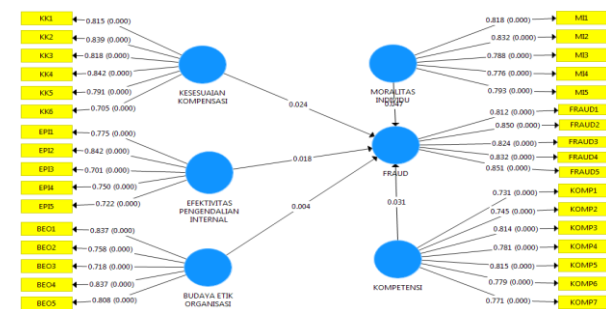 KK1
KK2
KK3
KK4
KK5
KK6
0.815 (0.000)
0.839 (0.000)
0.818 (0.000)
0.842 (0.000)
0.791 (0.000)
0.705 (0.000)
KESESUAIAN
KOMPENSASI
0.024
EPI1
EPI2
EPI3
EPI4
EPI5
0.775 (0.000)
0.842 (0.000)
0.701 (0.000)
0.750 (0.000)
0.722 (0.000)
EFEKTIVITAS
PENGENDALIAN
INTERNAL
0.018
BEO1
BEO2
BEO3
BEO4
BEO5
0.837 (0.000)
0.758 (0.000)
0.718 (0.000)
0.837 (0.000)
0.808 (0.000)
BUDAYA ETIK
ORGANISASI
0.004
MORALITAS
INDIVIDU
0.047
0.818 (0.000)
0.832 (0.000)
0.788 (0.000)
0.776 (0.000)
0.793 (0.000)
MI1
MI2
MI3
MI4
MI5
FRAUD
0.812 (0.000)
0.850 (0.000)
0.824 (0.000)
0.832 (0.000)
0.851 (0.000)
FRAUD1
FRAUD2
FRAUD3
FRAUD4
FRAUD5
0.031
KOMPETENSI
0.731 (0.000)
0.745 (0.000)
0.814 (0.000)
0.781 (0.000)
0.815 (0.000)
0.779 (0.000)
0.771 (0.000)
KOMP1
KOMP2
KOMP3
KOMP4
KOMP5
KOMP6
KOMP7